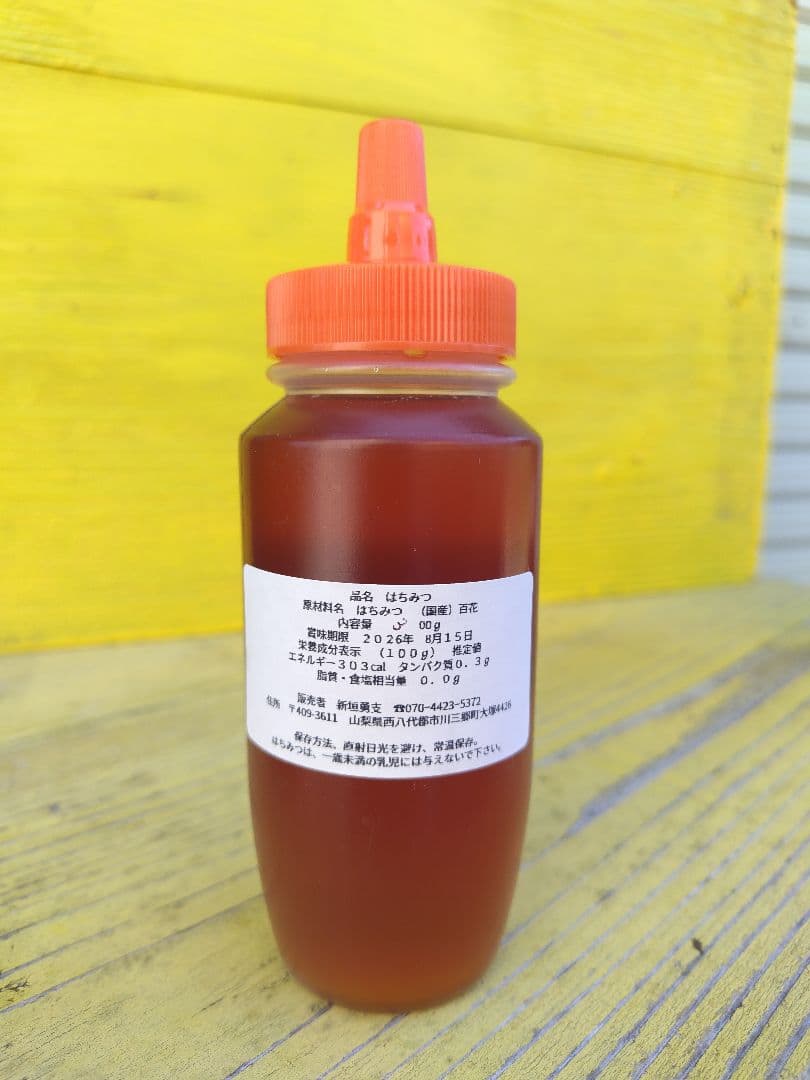 品名　はちみつ
原材料名　はちみつ　（国産）百花
内容量　 00g
賞味期限　２０２６年　８月１５日
栄養成分表示　（１００ｇ）　推定値
エネルギー３０３cal　タンパク質０．３ｇ
脂質・食塩相当量　０．０ｇ
販売者　新垣勇支　☎070-4423-5372
住所　〒409-3611　山梨県西八代郡市川三郷町大塚4426
保存方法、直射日光を避け、常温保存。
はちみつは、一歳未満の乳児には与えないで下さい。